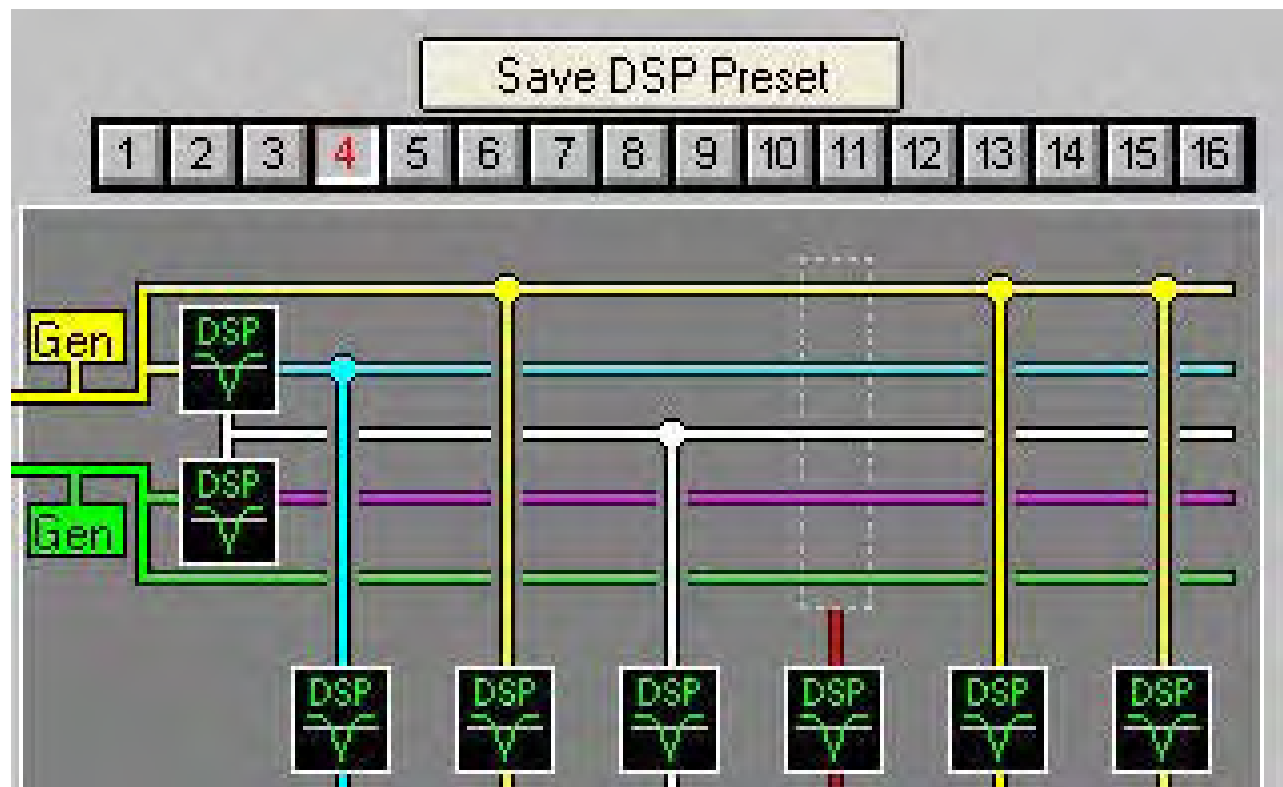 Save DSP Preset
1 2 3 4 5 6 7 8 9 10 11 12 13 14 15 16
Gen DSP
DSP
Gen
DSP DSP DSP DSP DSP DSP